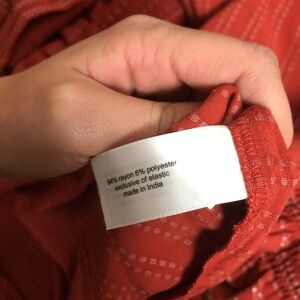 94% rayon 6% polyester
exclusive of elastic
made in India